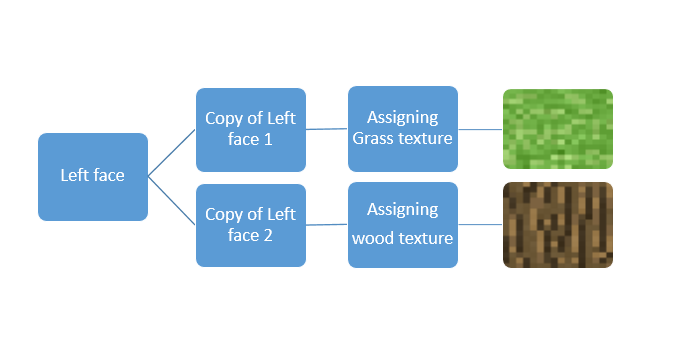 Left face
Copy of Left
face 1
Assigning
Grass texture
Copy of Left
face 2
Assigning
wood texture